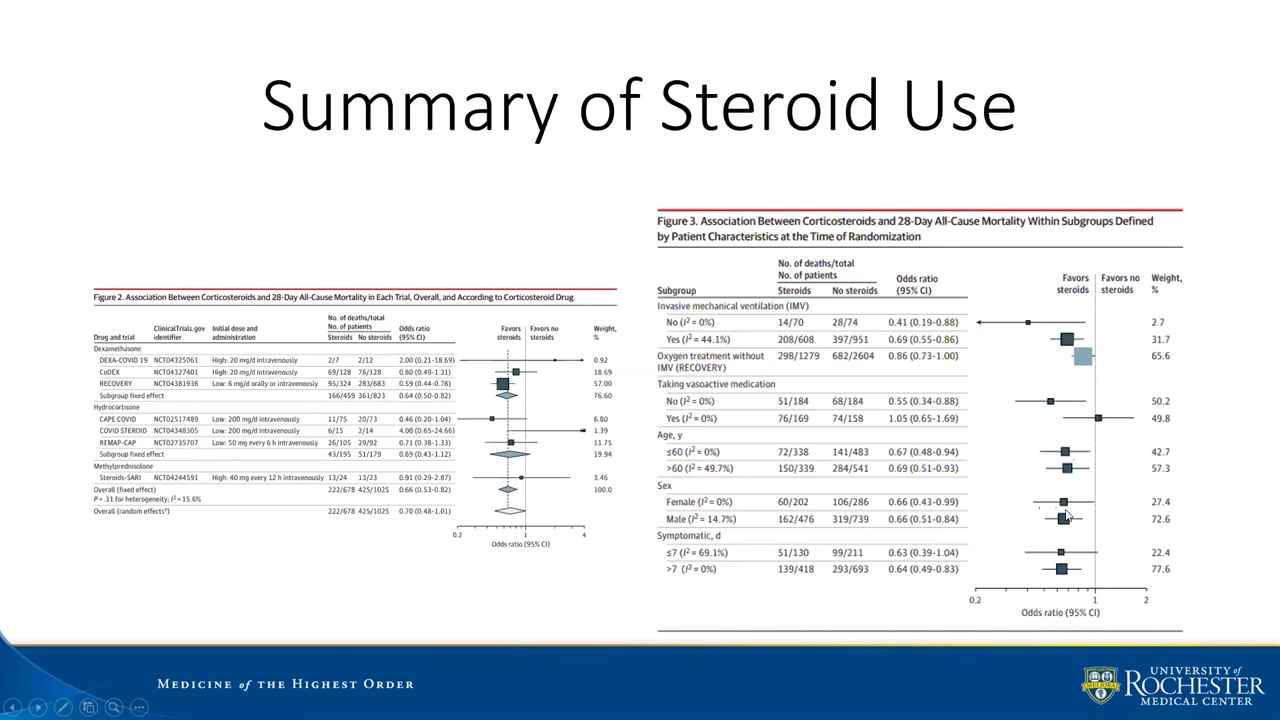 Summary of Steroid Use
Figure 2. Association Between Corticosteroids and 28-Day All-Cause Mortality in Each Trial, Overall, and According to Corticosteroid Drug
No. of deaths/total
No. of patients
Drug and trial ClinicalTrials.gov identifier Initial dose and administration Steroids No steroids Odds ratio (95% CI) Favors steroids Favors no steroids Weight, %
Dexamethasone
DEXA-COVID 19 NCT04325061 High: 20 mg/d intravenously 2/7 2/12 2.00 (0.21-18.69) 0.92
CoDEX NCT04327401 High: 20 mg/d intravenously 69/128 76/128 0.80 (0.49-1.31) 18.69
RECOVERY NCT04381936 Low: 6 mg/d orally or intravenously 95/324 283/683 0.59 (0.44-0.78) 57.00
Subgroup fixed effect 166/459 361/823 0.64 (0.50-0.82) 76.60
Hydrocortisone
CAPE COVID NCT02517489 Low: 200 mg/d intravenously 11/75 20/73 0.46 (0.20-1.04) 6.80
COVID STEROID NCT04348305 Low: 200 mg/d intravenously 6/15 2/14 4.00 (0.65-24.66) 1.39
REMAP-CAP NCT02735707 Low: 50 mg every 6 h intravenously 26/105 29/92 0.71 (0.38-1.33) 11.75
Subgroup fixed effect 43/195 51/179 0.69 (0.43-1.12) 19.94
Methylprednisolone
Steroids-SARI NCT04244591 High: 40 mg every 12 h intravenously 13/24 13/23 0.91 (0.29-2.87) 3.46
Overall (fixed effect) 222/678 425/1025 0.66 (0.53-0.82) 100.0
P = .31 for heterogeneity; I² = 15.6%
Overall (random effectsª) 222/678 425/1025 0.70 (0.48-1.01)
0.2 1 4
Odds ratio (95% CI)
Figure 3. Association Between Corticosteroids and 28-Day All-Cause Mortality Within Subgroups Defined
by Patient Characteristics at the Time of Randomization
No. of deaths/total
No. of patients
Subgroup Steroids No steroids Odds ratio (95% CI) Favors steroids Favors no steroids Weight, %
Invasive mechanical ventilation (IMV)
No (I² = 0%) 14/70 28/74 0.41 (0.19-0.88) 2.7
Yes (I² = 44.1%) 208/608 397/951 0.69 (0.55-0.86) 31.7
Oxygen treatment without 298/1279 682/2604 0.86 (0.73-1.00) 65.6
IMV (RECOVERY)
Taking vasoactive medication
No (I² = 0%) 51/184 68/184 0.55 (0.34-0.88) 50.2
Yes (I² = 0%) 76/169 74/158 1.05 (0.65-1.69) 49.8
Age, y
≤60 (I² = 0%) 72/338 141/483 0.67 (0.48-0.94) 42.7
>60 (I² = 49.7%) 150/339 284/541 0.69 (0.51-0.93) 57.3
Sex
Female (I² = 0%) 60/202 106/286 0.66 (0.43-0.99) 27.4
Male (I² = 14.7%) 162/476 319/739 0.66 (0.51-0.84) 72.6
Symptomatic, d
≤7 (I² = 69.1%) 51/130 99/211 0.63 (0.39-1.04) 22.4
>7 (I² = 0%) 139/418 293/693 0.64 (0.49-0.83) 77.6
0.2 1 2
Odds ratio (95% CI)
MEDICINE of THE HIGHEST ORDER
MELIORA
UNIVERSITY of
ROCHESTER
MEDICAL CENTER